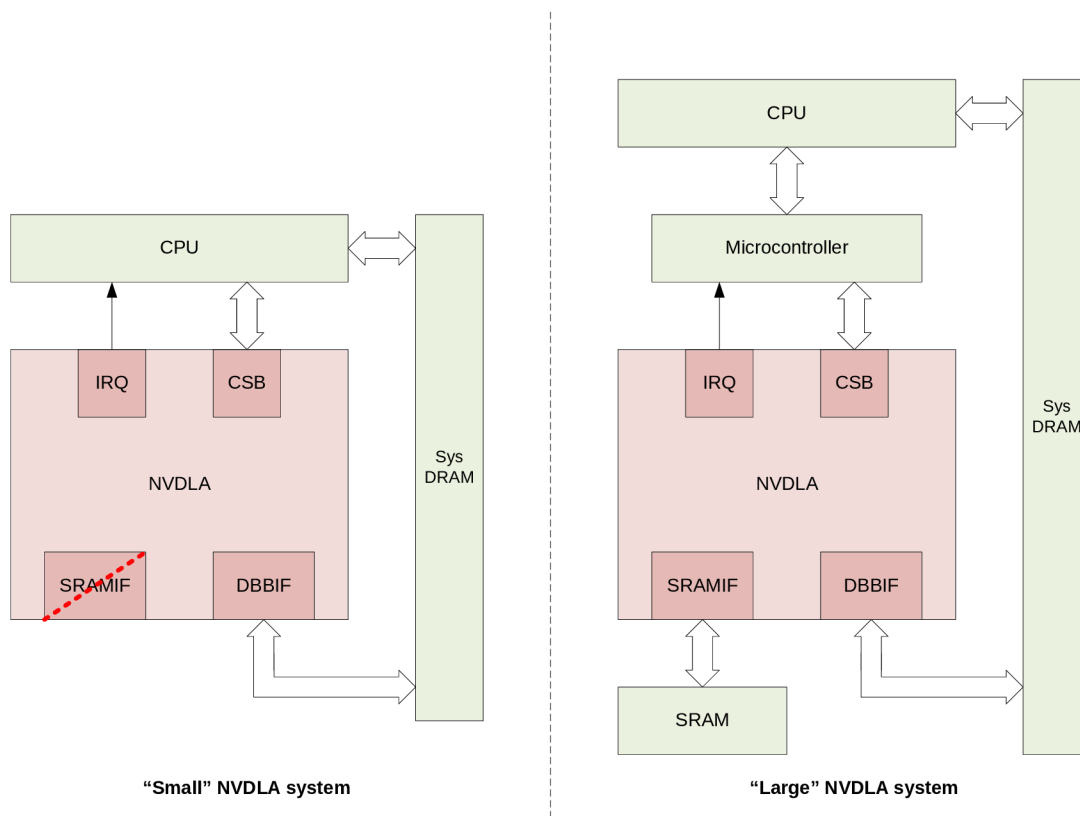 CPU
IRQ
CSB
NVDLA
SRAMIF
DBBIF
Sys
DRAM
“Small” NVDLA system
CPU
Microcontroller
IRQ
CSB
NVDLA
SRAMIF
DBBIF
SRAM
Sys
DRAM
“Large” NVDLA system